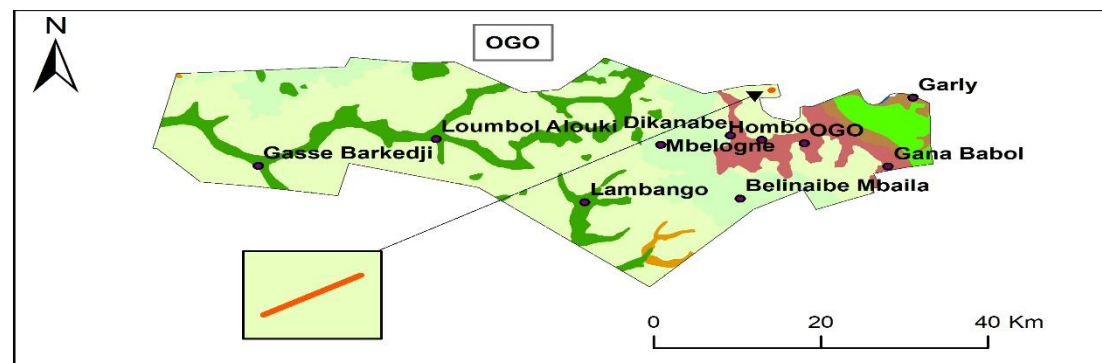 N
OGO
Garly
Loumbol Alouki
Dikanabe
Hombo
OGO
Mbelogne
Gasse Barkedji
Gana Babol
Lambango
Belinaibe Mbaila
0 20 40 Km